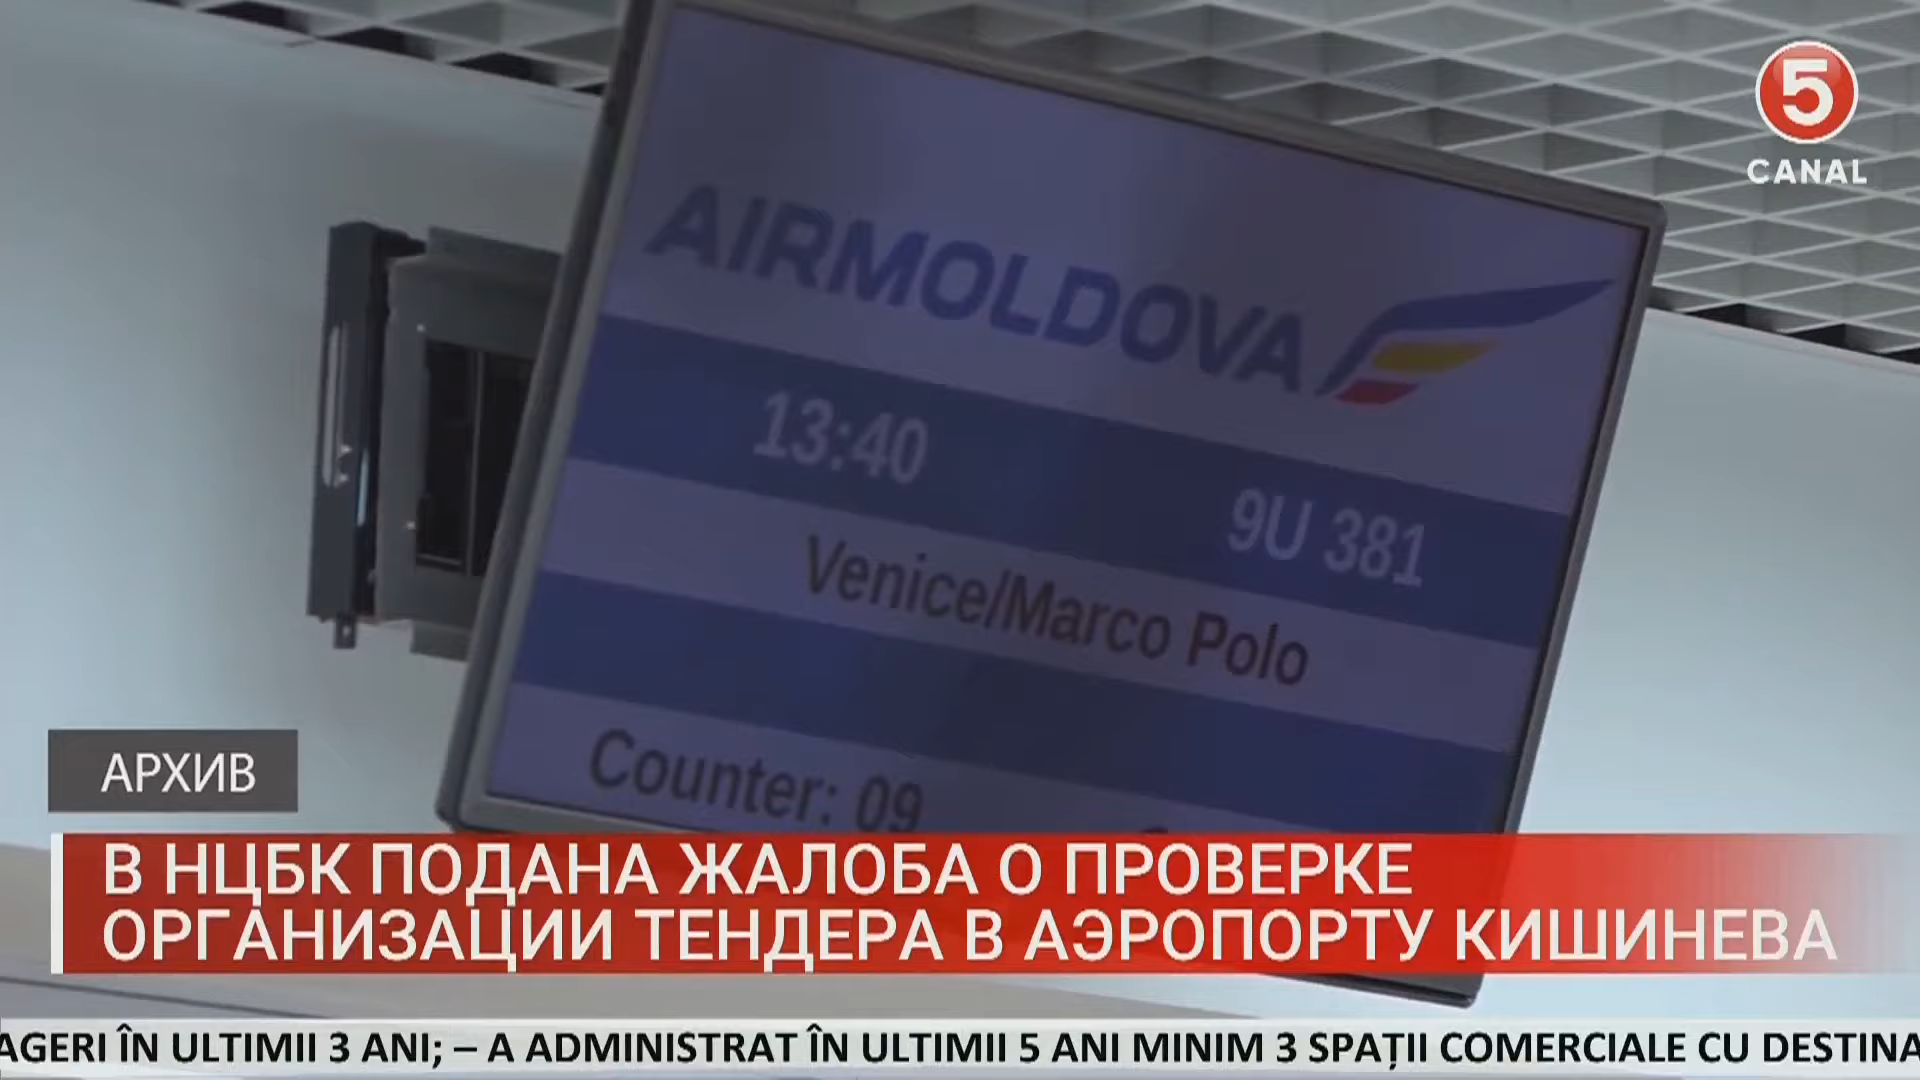 5
CANAL
AIRMOLDOVA
13:40
9U 381
Venice/Marco Polo
Counter: 09
АРХИВ
В НЦБК ПОДАНА ЖАЛОБА О ПРОВЕРКЕ
ОРГАНИЗАЦИИ ТЕНДЕРА В АЭРОПОРТУ КИШИНЕВА
AGERI ÎN ULTIMII 3 ANI; – A ADMINISTRAT ÎN ULTIMII 5 ANI MINIM 3 SPAȚII COMERCIALE CU DESTINA